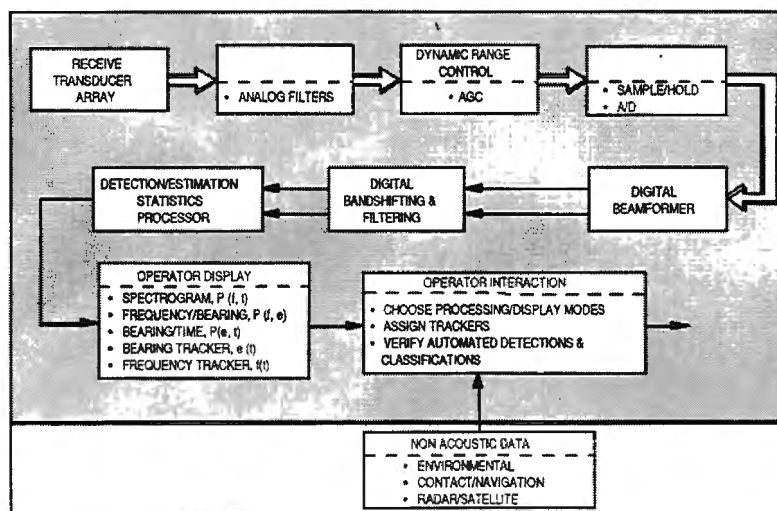 RECEIVE
TRANSDUCER
ARRAY
• ANALOG FILTERS
DYNAMIC RANGE
CONTROL
• AGC
• SAMPLE/HOLD
• A/D
DIGITAL
BEAMFORMER
DIGITAL
BANDSHIFTING &
FILTERING
DETECTION/ESTIMATION
STATISTICS
PROCESSOR
OPERATOR DISPLAY
• SPECTROGRAM, P (f, t)
• FREQUENCY/BEARING, P (f, e)
• BEARING/TIME, P(e, t)
• BEARING TRACKER, e (t)
• FREQUENCY TRACKER, f(t)
OPERATOR INTERACTION
• CHOOSE PROCESSING/DISPLAY MODES
• ASSIGN TRACKERS
• VERIFY AUTOMATED DETECTIONS &
CLASSIFICATIONS
NON ACOUSTIC DATA
• ENVIRONMENTAL
• CONTACT/NAVIGATION
• RADAR/SATELLITE